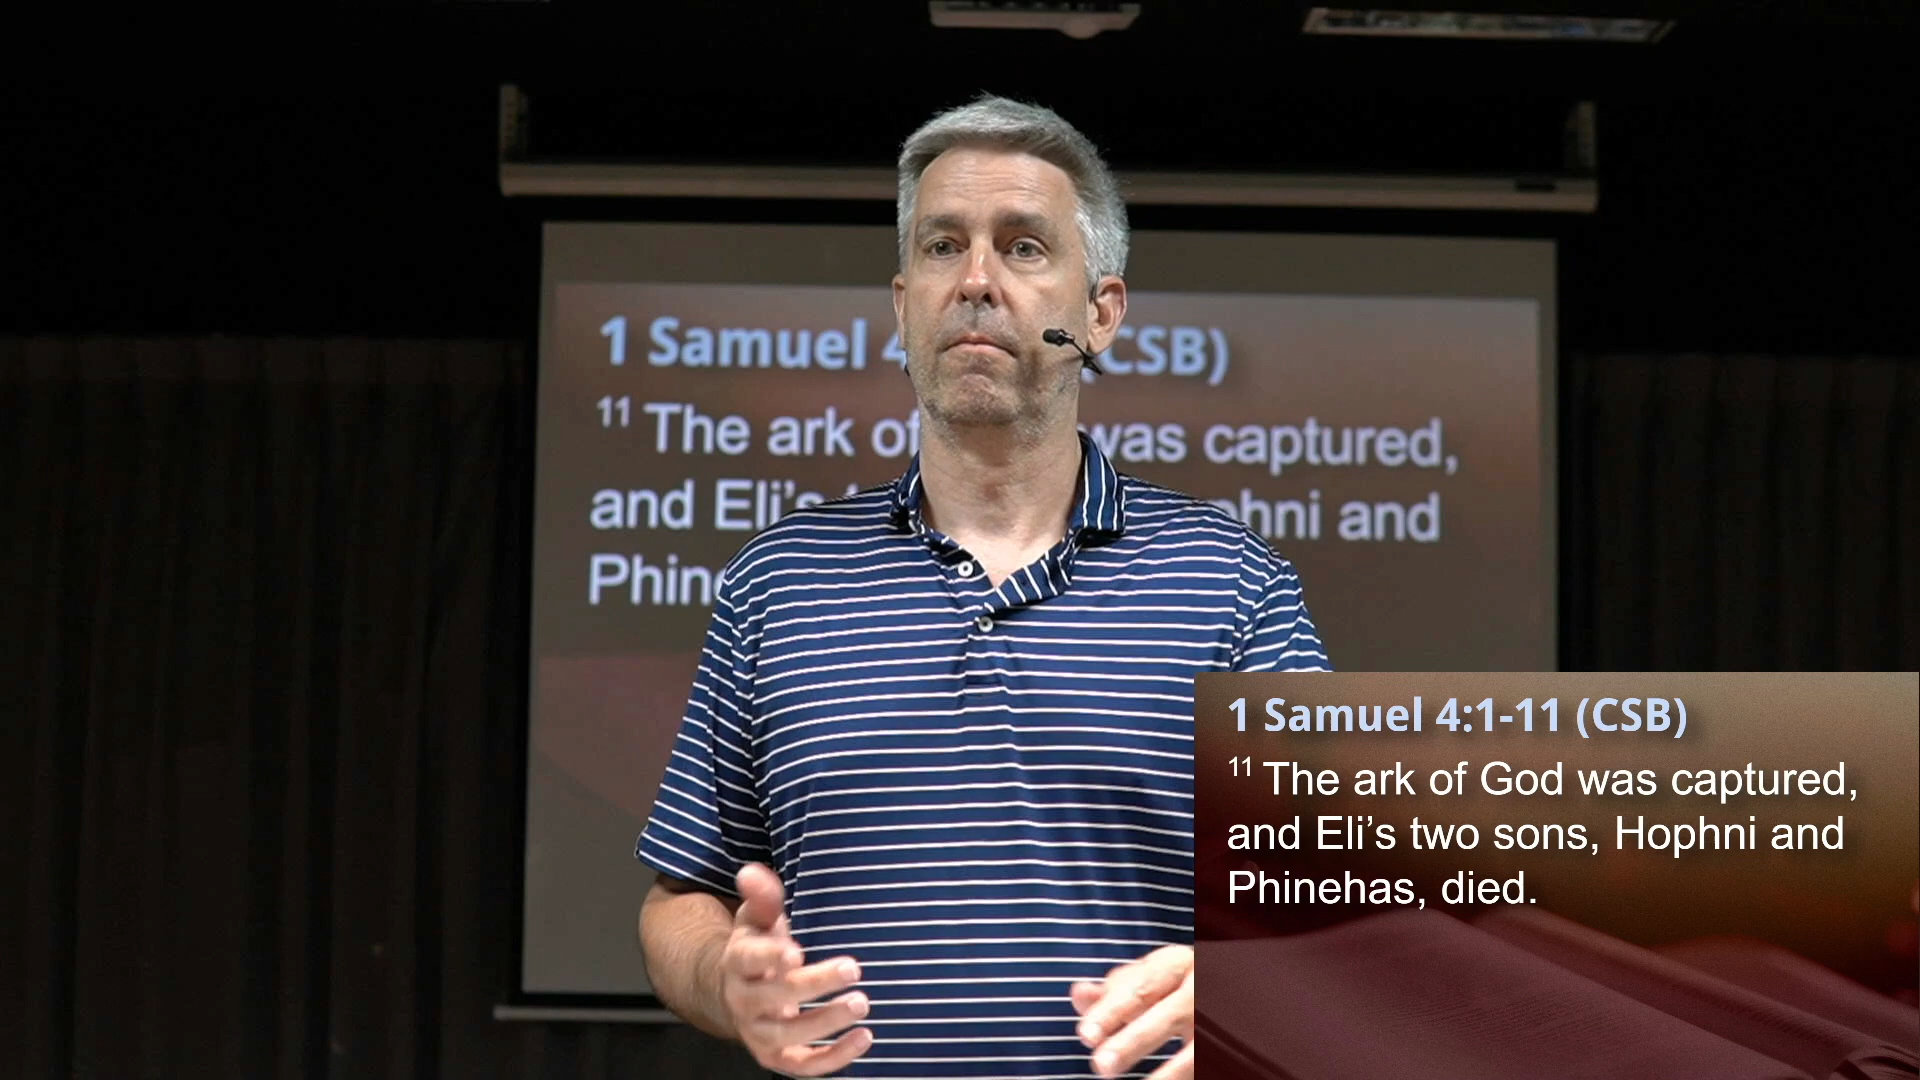 1 Samuel 4 (CSB)
11 The ark of was captured,
and Eli's hni and
Phin
1 Samuel 4:1-11 (CSB)
11 The ark of God was captured,
and Eli's two sons, Hophni and
Phinehas, died.